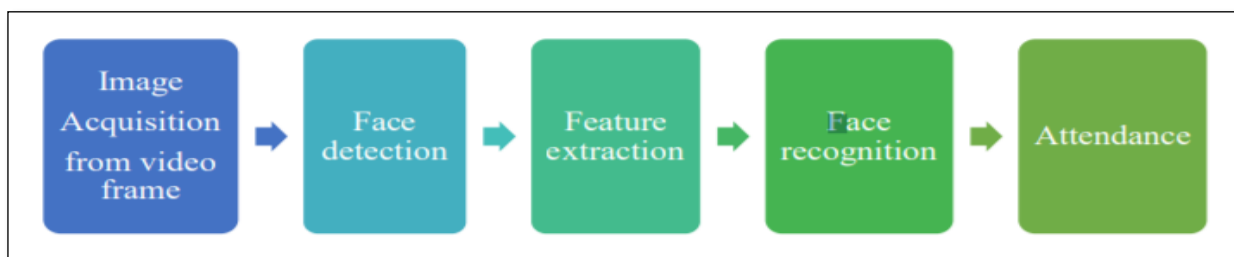 Image
Acquisition
from video
frame
Face
detection
Feature
extraction
Face
recognition
Attendance